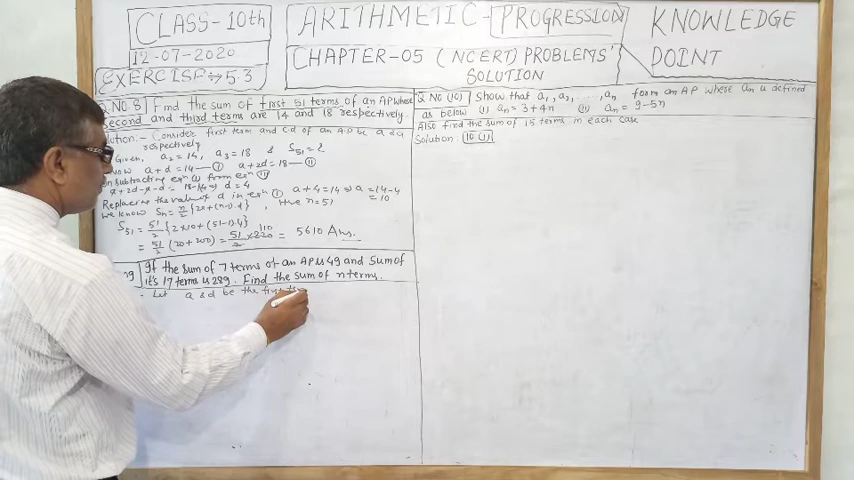 CLASS-10th
12-07-2020
EXERCISE⇒5.3
ARITHMETIC-PROGRESSION
CHAPTER-05 (NCERT) PROBLEMS'
SOLUTION
KNOWLEDGE
POINT
Q.NO.8 Find the sum of first 51 terms of an AP whose
second and third terms are 14 and 18 respectively.
ution:- Consider first term and c.d of an AP be a & d
respectively
Given, a2=14, a3=18 & S51=?
now a+d=14—(I) a+2d=18—(II)
On subtracting eqn (I) from eqn (II)
a+2d-a-d=18-14⇒d=4
Replacing the value of d in eqn (I) a+4=14⇒a=14-4
=10
We know Sn=n/2{2a+(n-1).d}, Here n=51
S51=51/2{2×10+(51-1).4}
=51/2(20+200)=51/2×220 110 = 5610 Ans.
09 If the sum of 7 terms of an AP is 49 and sum of
it's 17 terms is 289. Find the sum of n terms.
:- Let a & d be the first
Q NO (10) Show that a1, a2, ....., an form an AP where an is defined
as below (I) an=3+4n (II) an=9-5n
Also find the sum of 15 terms in each case
Solution: 10 (I)